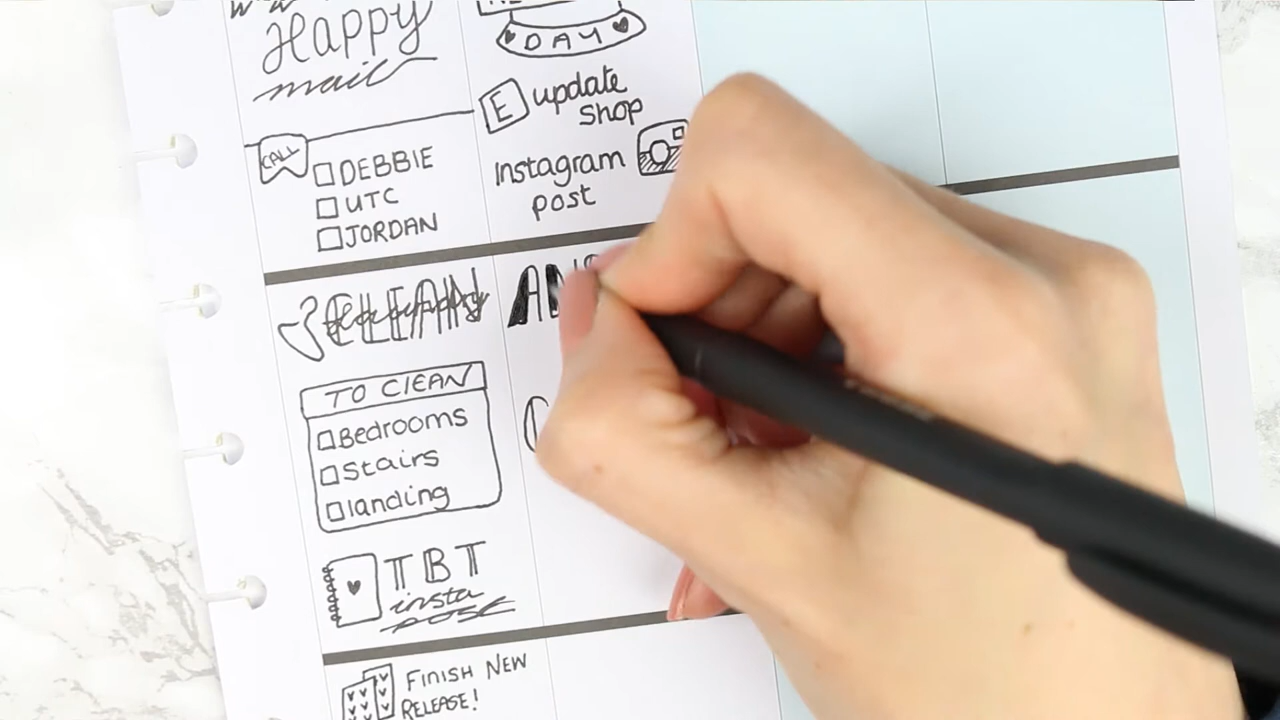 Happy
mail
CALL
DEBBIE
UTC
JORDAN
DAY
E update
shop
Instagram
post
CLEAN
TO CLEAN
Bedrooms
Stairs
landing
TBT
insta
post
FINISH NEW
RELEASE!